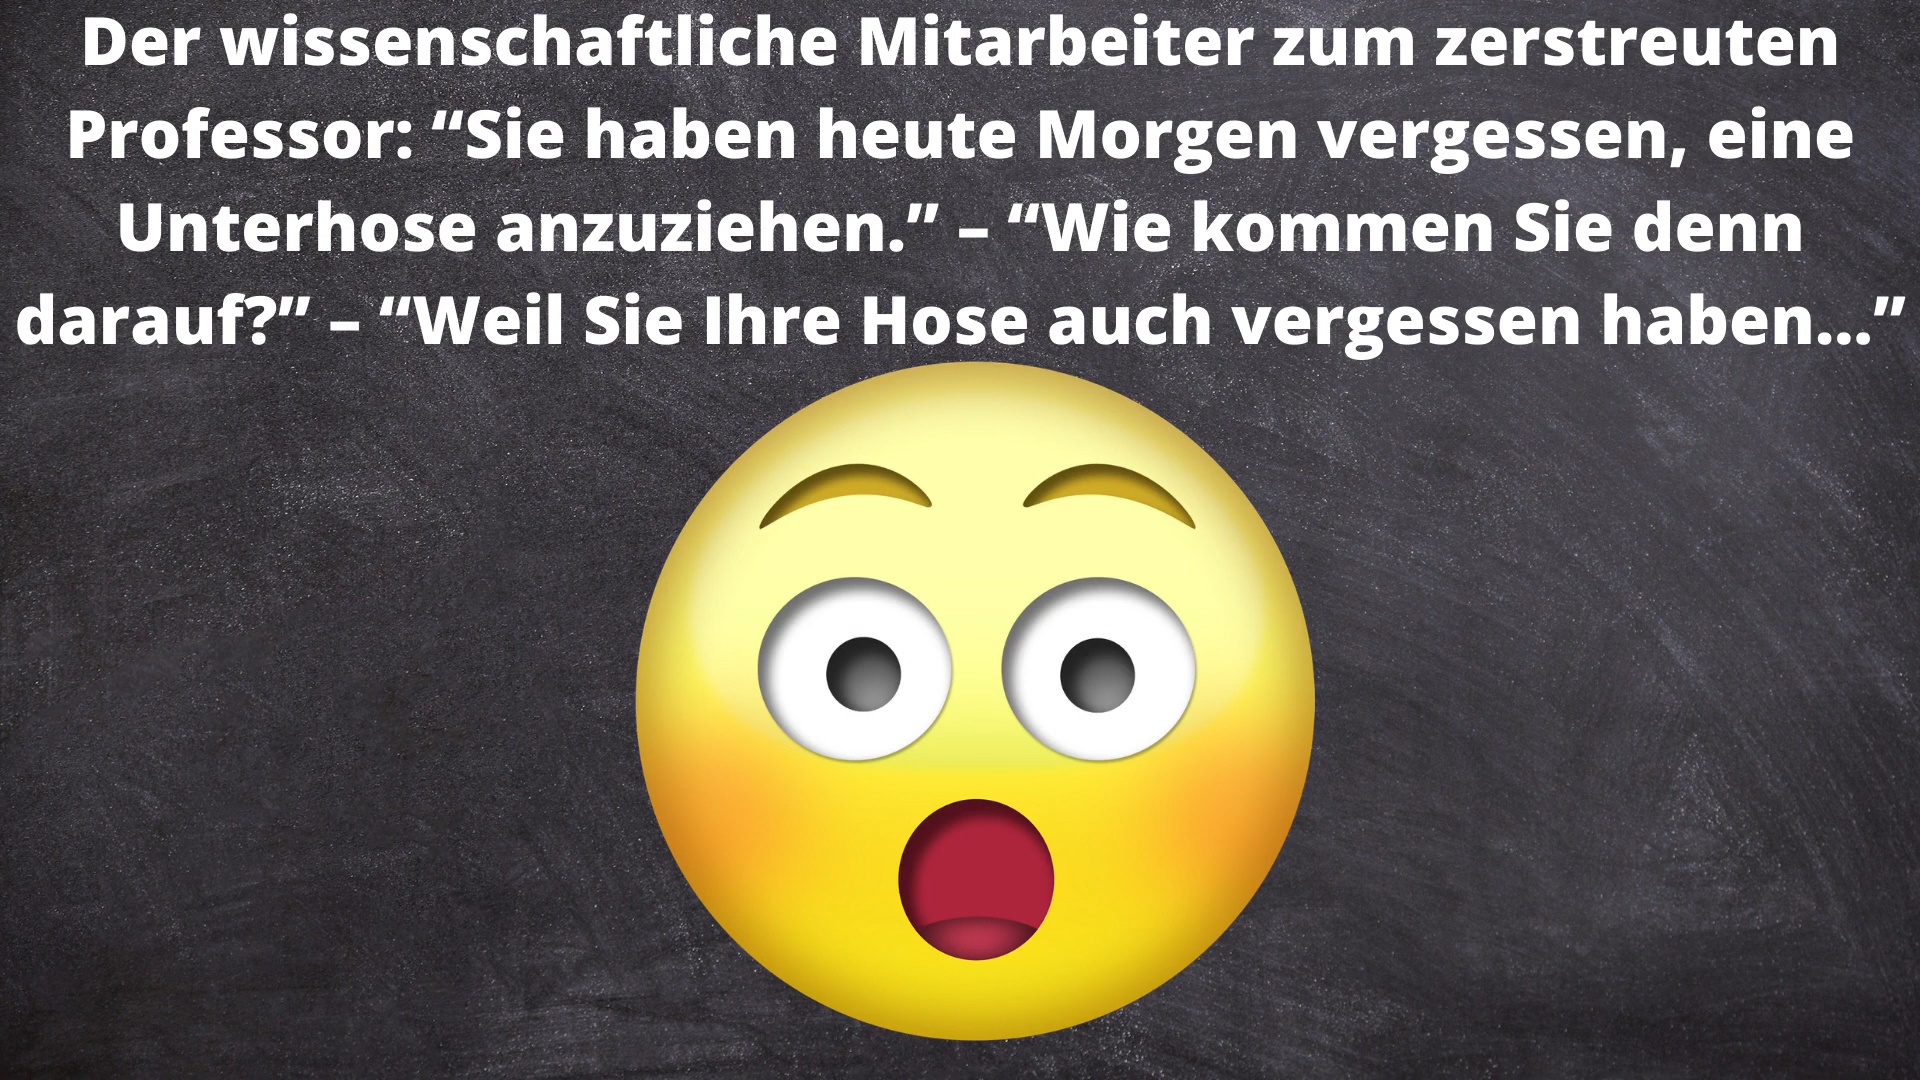 Der wissenschaftliche Mitarbeiter zum zerstreuten
Professor: “Sie haben heute Morgen vergessen, eine
Unterhose anzuziehen.” – “Wie kommen Sie denn
darauf?” – “Weil Sie Ihre Hose auch vergessen haben...”